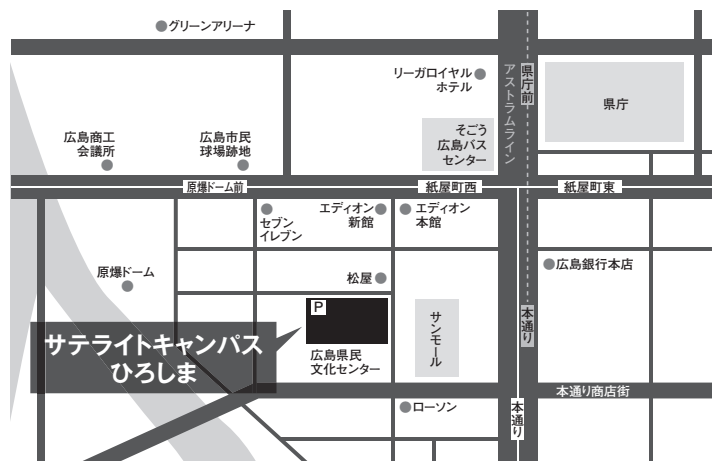 グリーンアリーナ
リーガロイヤル
ホテル
アストラムライン
県庁前
県庁
広島商工
会議所
広島市民
球場跡地
そごう
広島バス
センター
原爆ドーム前
紙屋町西
紙屋町東
セブン
イレブン
エディオン
新館
エディオン
本館
原爆ドーム
松屋
広島銀行本店
P
サンモール
本通り
サテライトキャンパス
ひろしま
広島県民
文化センター
本通り商店街
ローソン
本通り